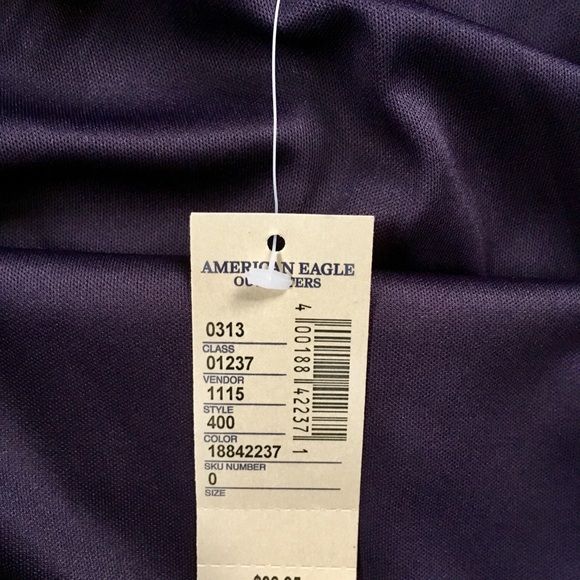 AMERICAN EAGLE
0313
CLASS
01237
VENDOR
1115
STYLE
400
COLOR
18842237
SKU NUMBER
0
SIZE
4 00188 42237 1